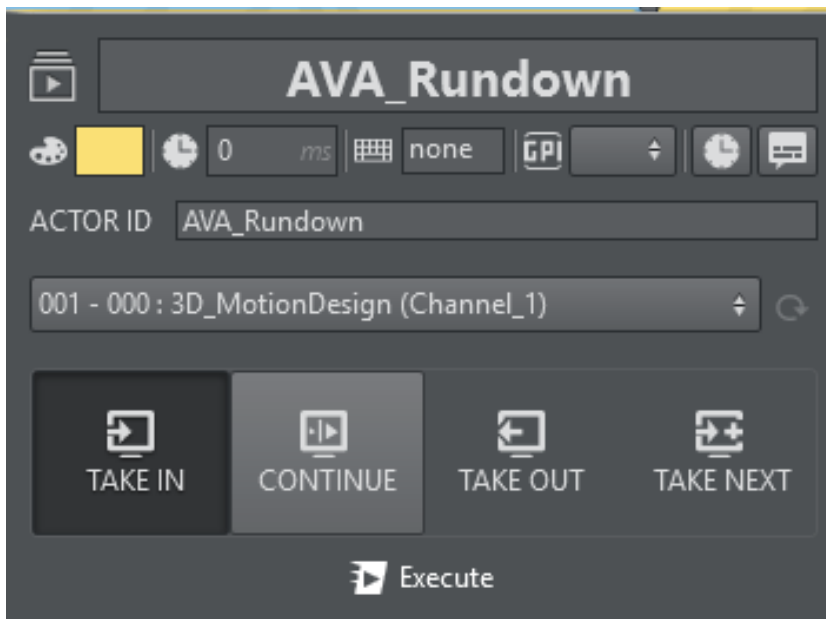 AVA_Rundown
0 ms none GPI
ACTOR ID AVA_Rundown
001 - 000 : 3D_MotionDesign (Channel_1)
TAKE IN CONTINUE TAKE OUT TAKE NEXT
Execute